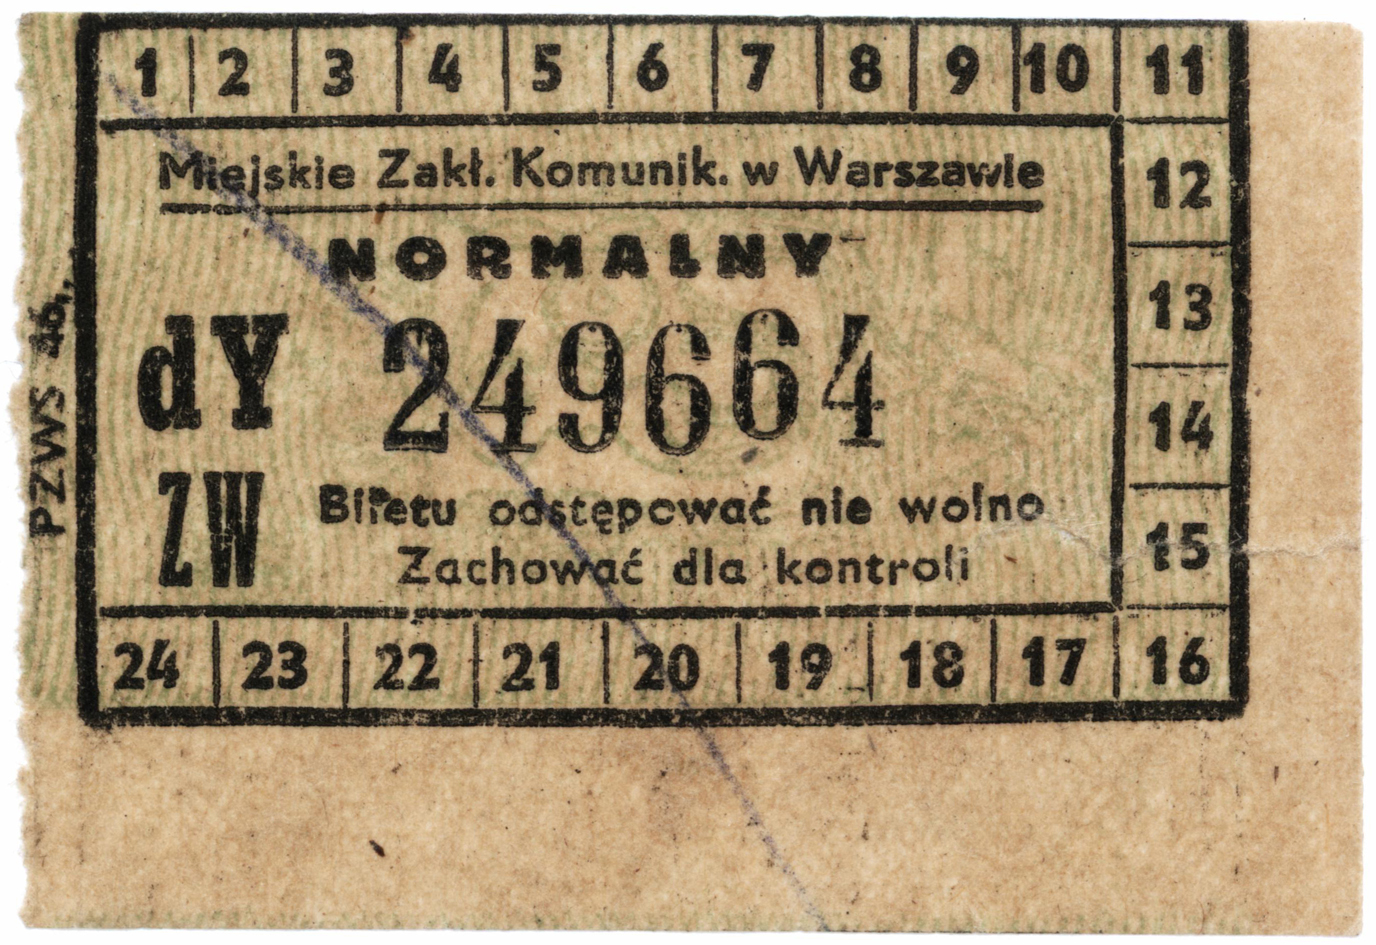 1 2 3 4 5 6 7 8 9 10 11
Miejskie Zakł. Komunik. w Warszawie
12
NORMALNY
13
dY 249664
14
ZW
Biletu odstępować nie wolno
Zachować dla kontroli
15
24 23 22 21 20 19 18 17 16
PZWS 46,,